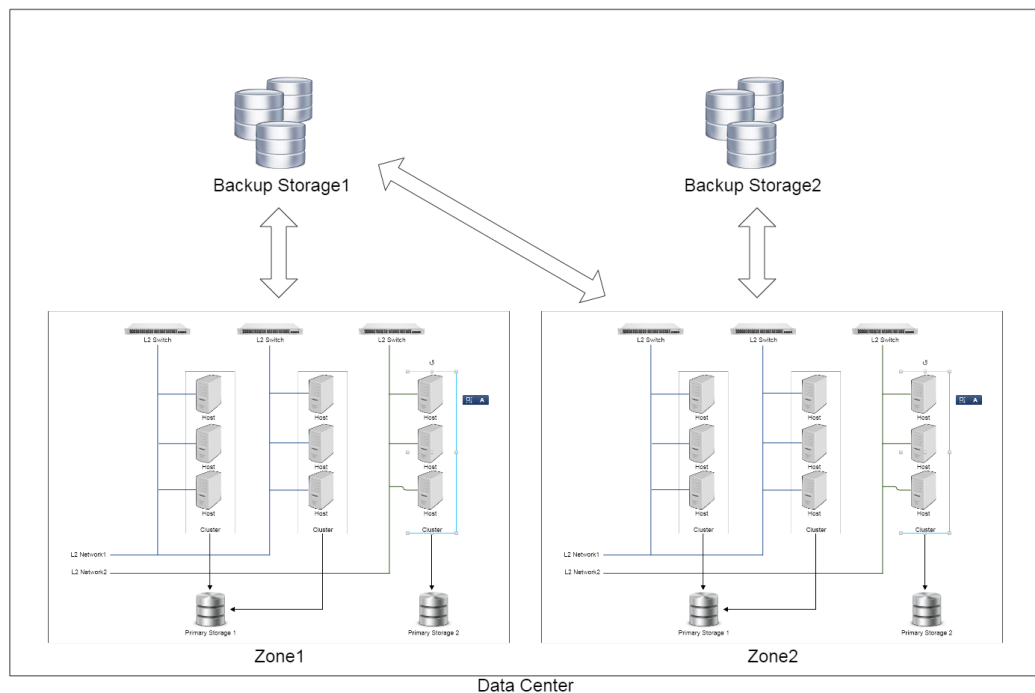 Backup Storage1
Backup Storage2
L2 Switch
L2 Switch
L2 Switch
Host
Host
Host
Host
Host
Host
Host
Host
Host
Cluster
Cluster
Cluster
L2 Network1
L2 Network2
Primary Storage 1
Primary Storage 2
Zone1
L2 Switch
L2 Switch
L2 Switch
Host
Host
Host
Host
Host
Host
Host
Host
Host
Cluster
Cluster
Cluster
L2 Network1
L2 Network2
Primary Storage 1
Primary Storage 2
Zone2
Data Center